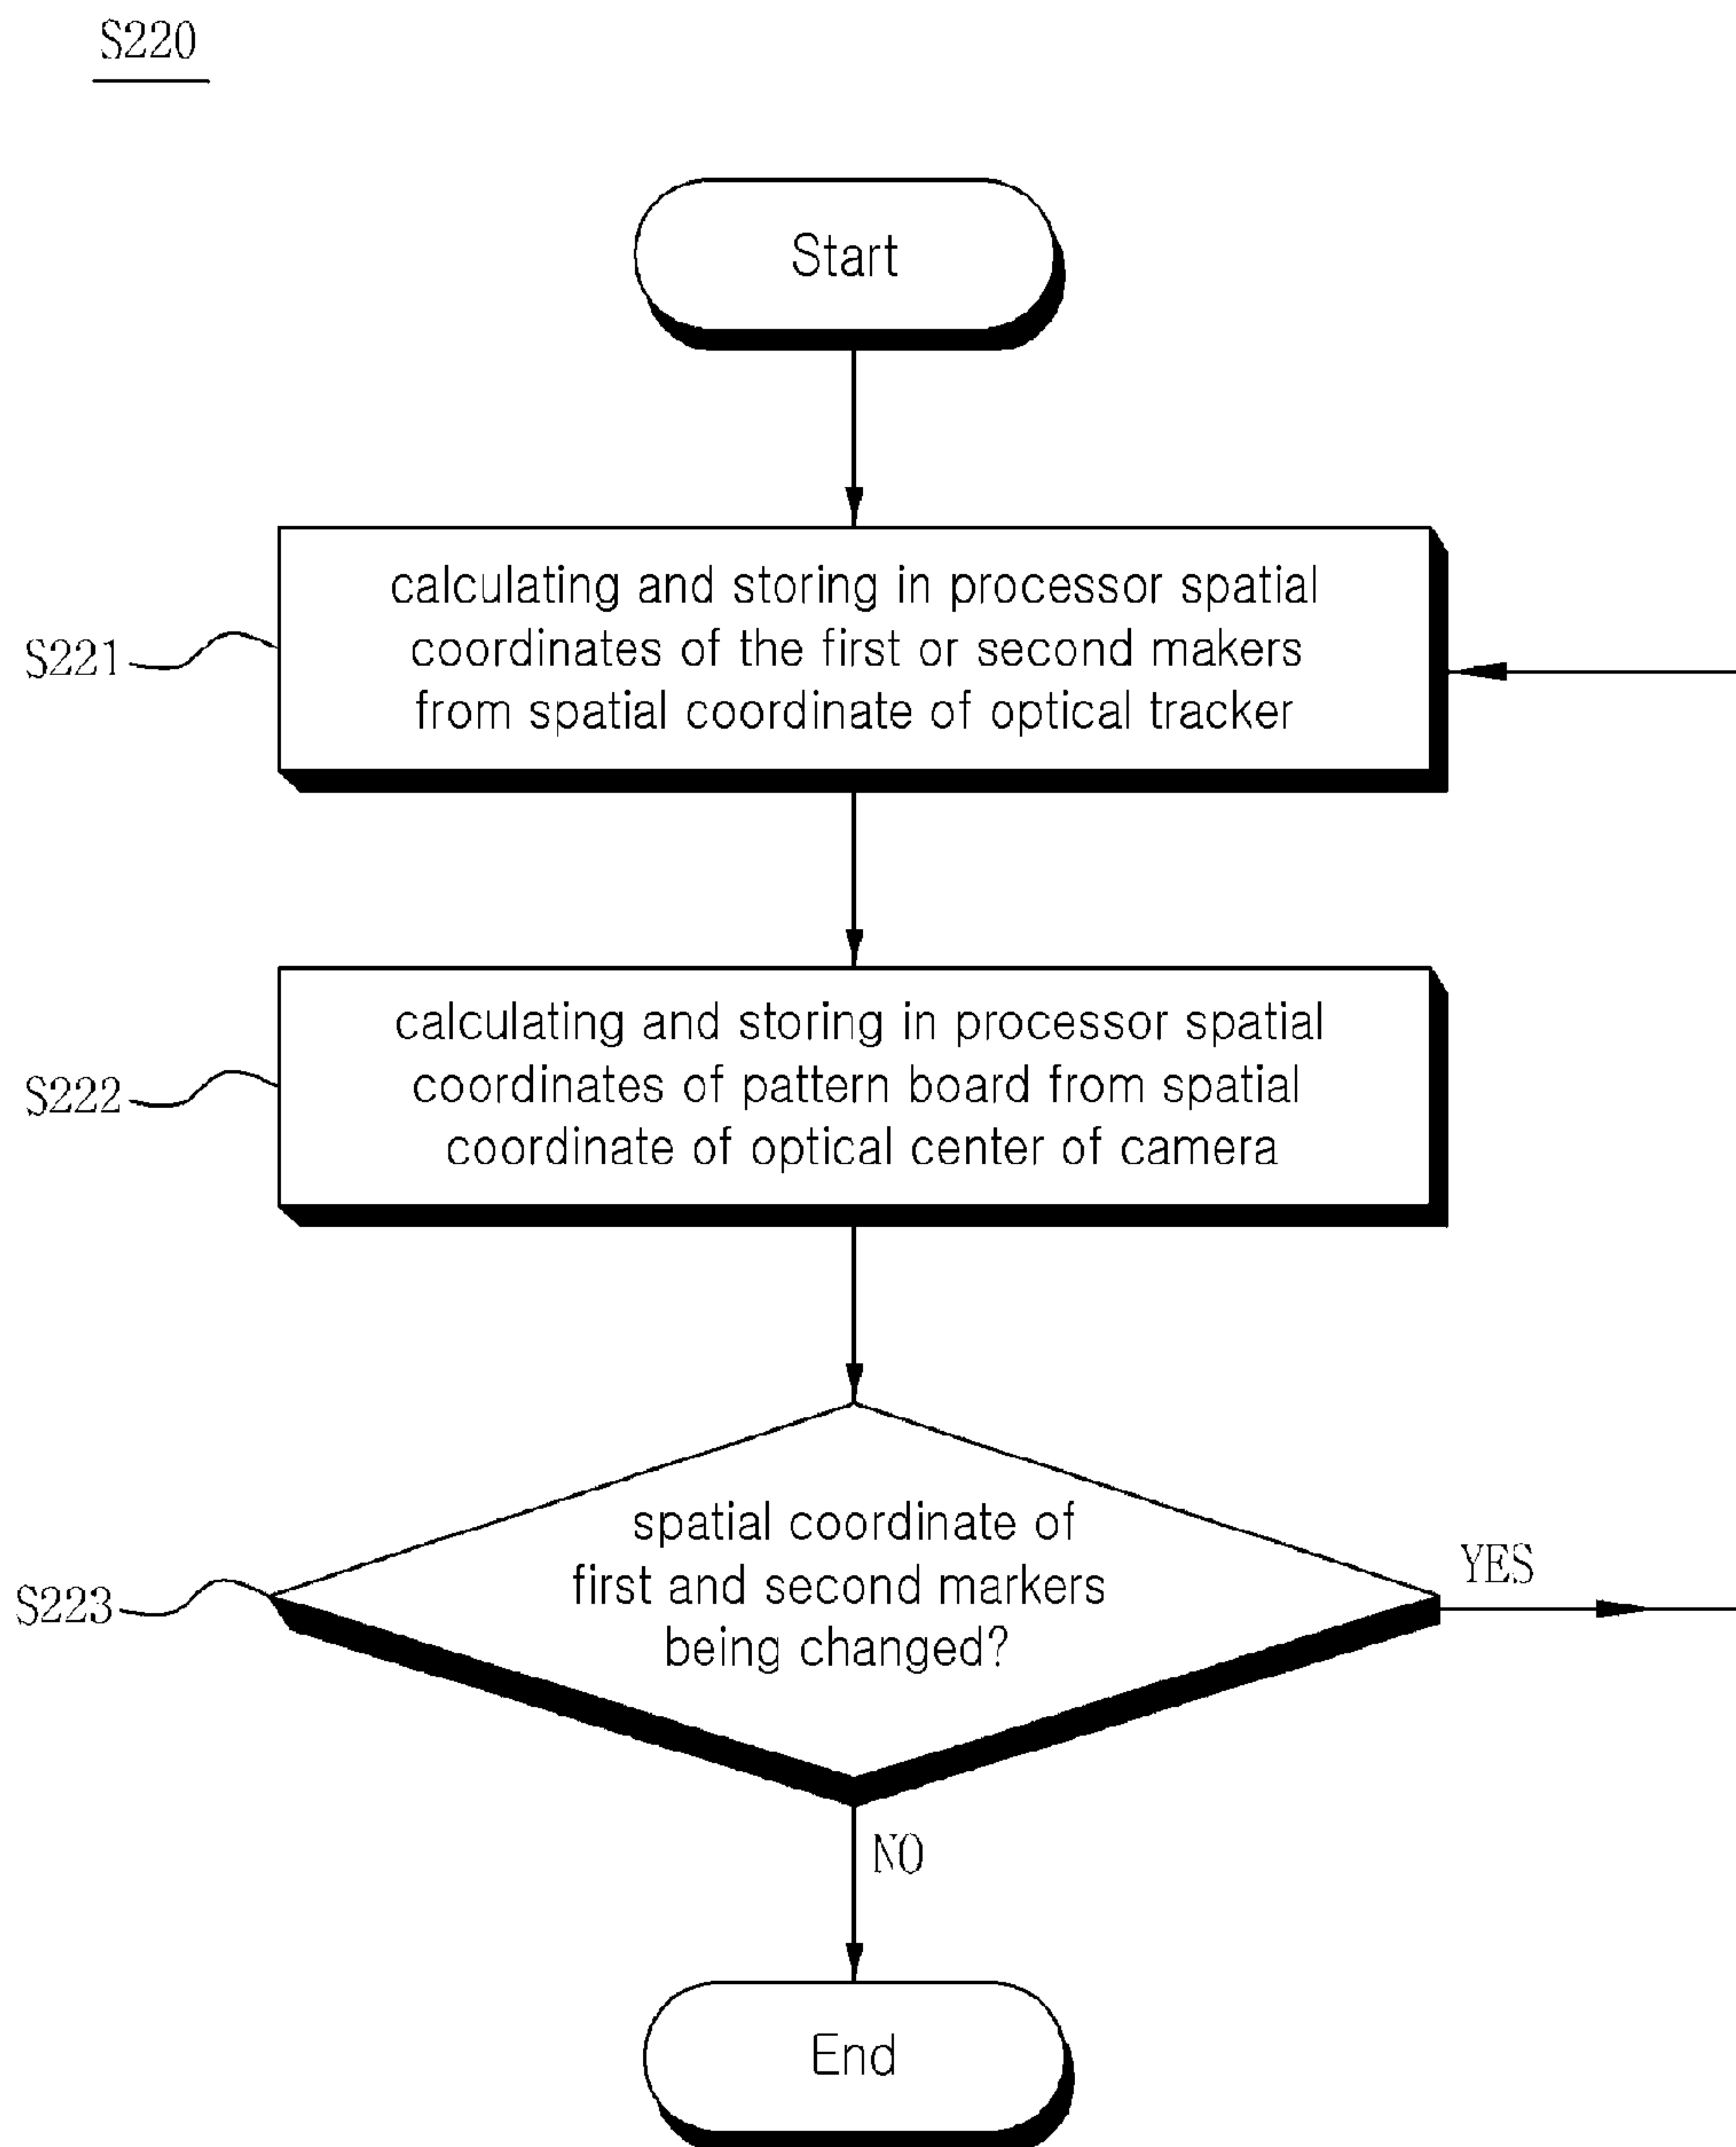 S220
Start
calculating and storing in processor spatial
coordinates of the first or second makers
from spatial coordinate of optical tracker
S221
calculating and storing in processor spatial
coordinates of pattern board from spatial
coordinate of optical center of camera
S222
spatial coordinate of
first and second markers
being changed?
S223
YES
NO
End